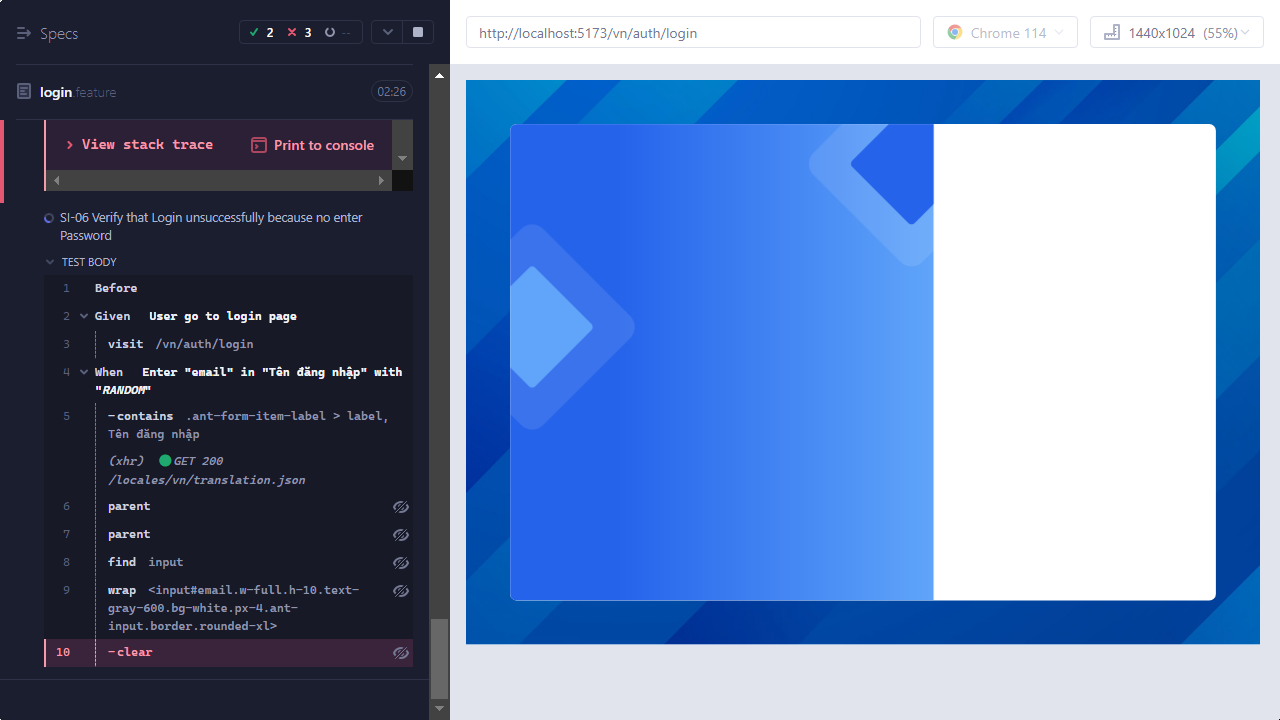 Specs
2
3
--
login.feature
02:26
View stack trace
Print to console
SI-06 Verify that Login unsuccessfully because no enter
Password
TEST BODY
1 Before
2 Given User go to login page
3 visit /vn/auth/login
4 When Enter "email" in "Tên đăng nhập" with
"RANDOM"
5 -contains .ant-form-item-label > label,
Tên đăng nhập
(xhr) GET 200
/locales/vn/translation.json
6 parent
7 parent
8 find input
9 wrap <input#email.w-full.h-10.text-
gray-600.bg-white.px-4.ant-
input.border.rounded-xl>
10 -clear
http://localhost:5173/vn/auth/login
Chrome 114
1440x1024 (55%)